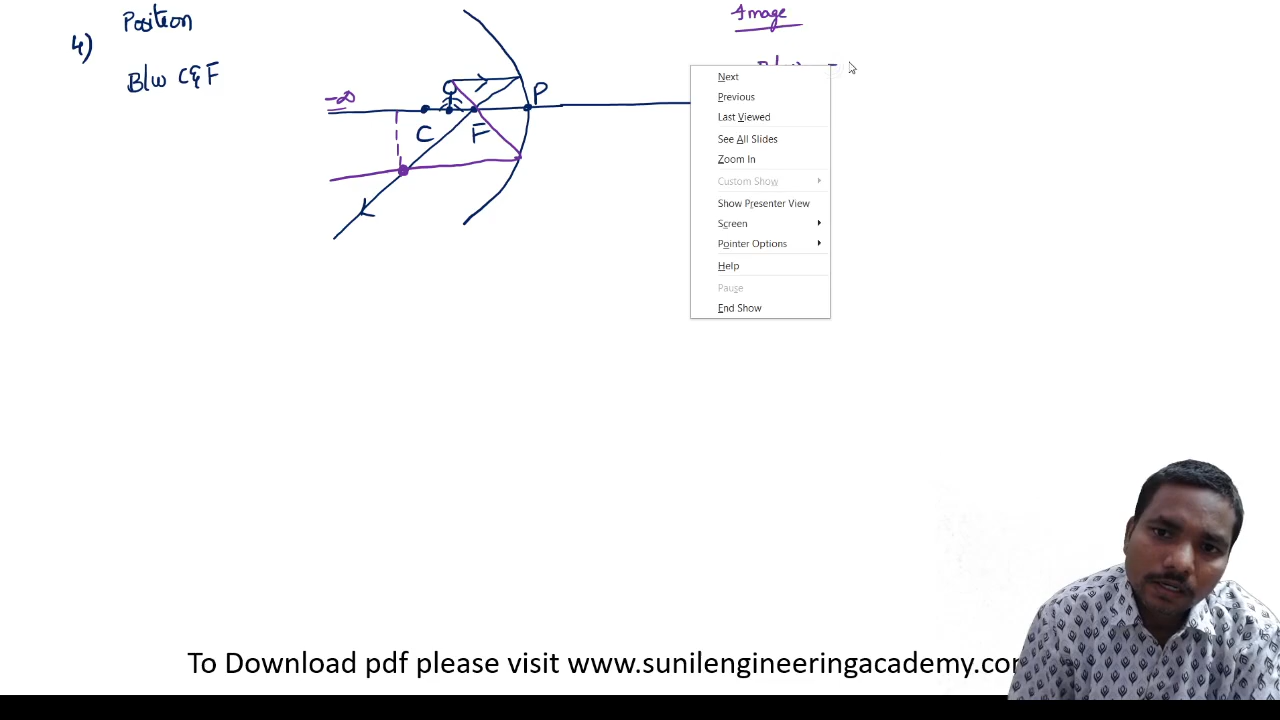 Position
Image
4)
B/w C & F
-∞
P
C
F
Next
Previous
Last Viewed
See All Slides
Zoom In
Custom Show
Show Presenter View
Screen
Pointer Options
Help
Pause
End Show
To Download pdf please visit www.sunilengineeringacademy.co